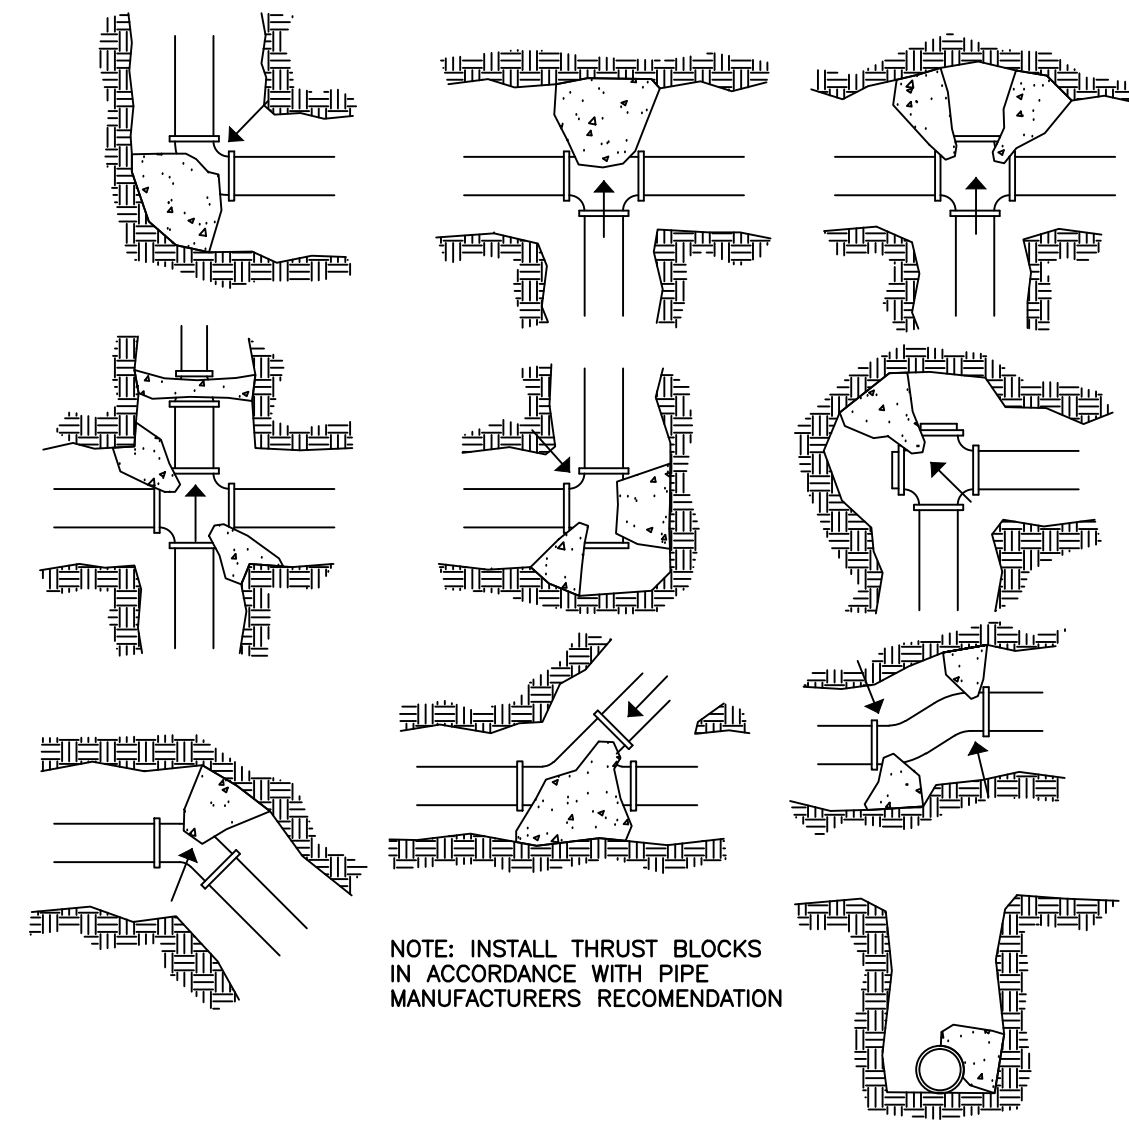 NOTE: INSTALL THRUST BLOCKS
IN ACCORDANCE WITH PIPE
MANUFACTURERS RECOMENDATION